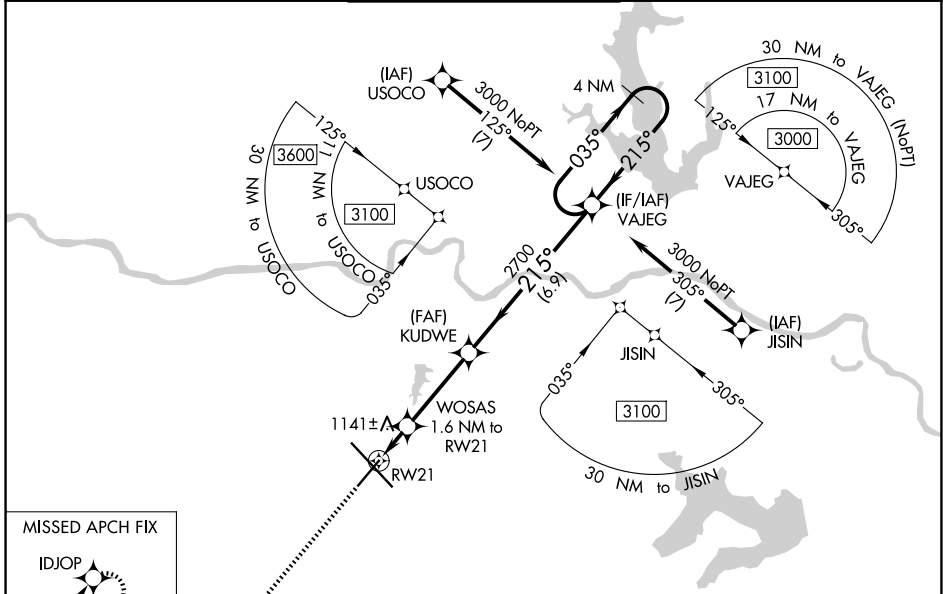 (IAF)
USOCO
3000 NoPT
125°
(7)
4 NM
035°
215°
(IF/IAF)
VAJEG
30 NM to VAJEG (NoPT)
3100
17 NM to VAJEG
3000
125°
VAJEG
305°
125°
3600
30 NM to USOCO
11 NM to USOCO
3100
USOCO
035°
2700
215°
(6.9)
3000 NoPT
305°
(7)
(IAF)
JISIN
(FAF)
KUDWE
JISIN
035°
305°
3100
30 NM to JISIN
WOSAS
1.6 NM to
RW21
1141±
RW21
MISSED APCH FIX
IDJOP